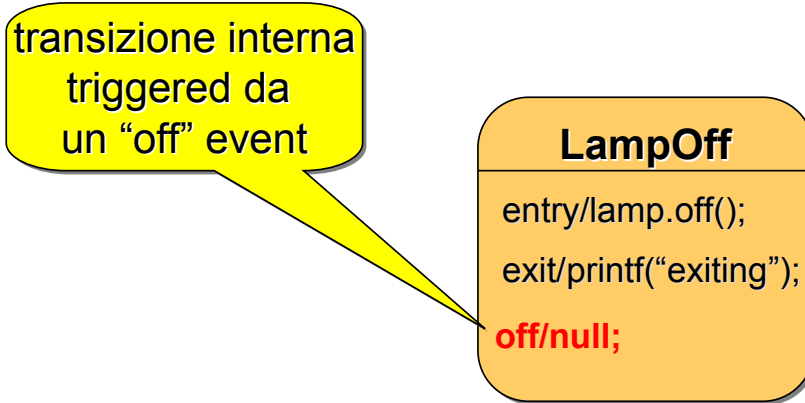 transizione interna
triggered da
un “off” event
LampOff
entry/lamp.off();
exit/printf(“exiting”);
off/null;